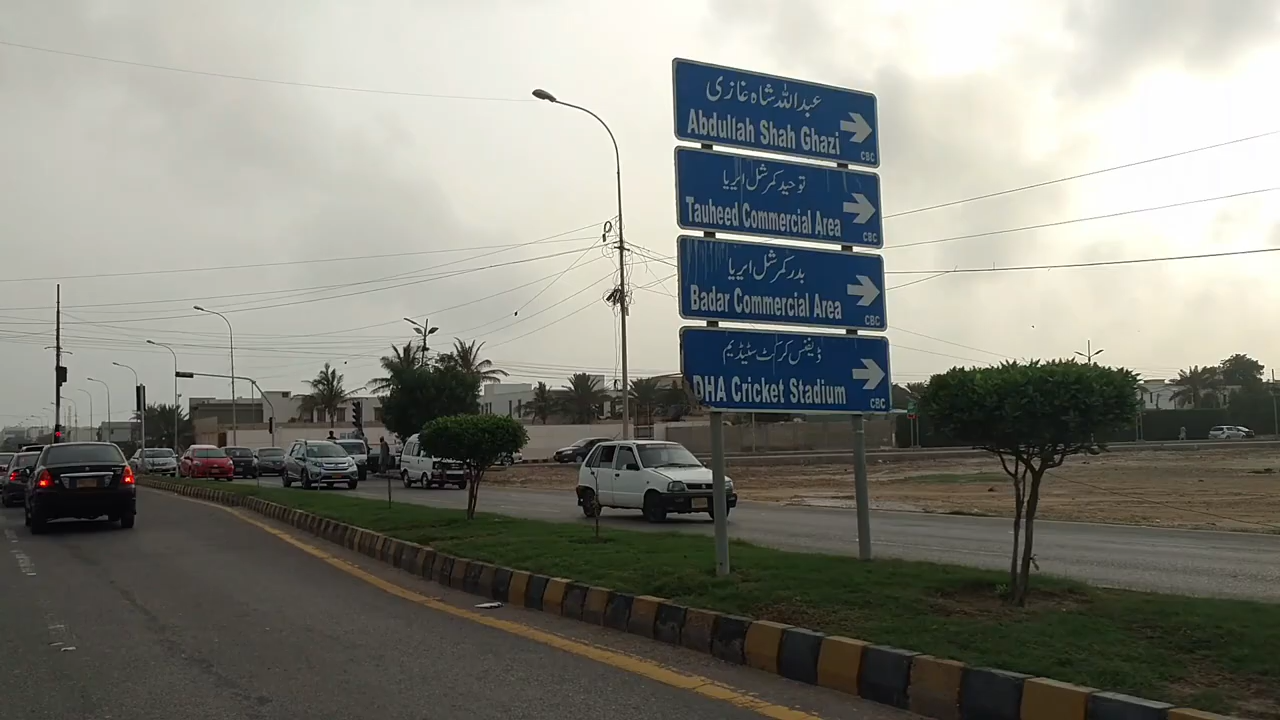 عبداللہ شاہ غازی
Abdullah Shah Ghazi
CBC
توحید کمرشل ایریا
Tauheed Commercial Area
CBC
بدر کمرشل ایریا
Badar Commercial Area
CBC
ڈیفنس کرکٹ سٹیڈیم
DHA Cricket Stadium
CBC